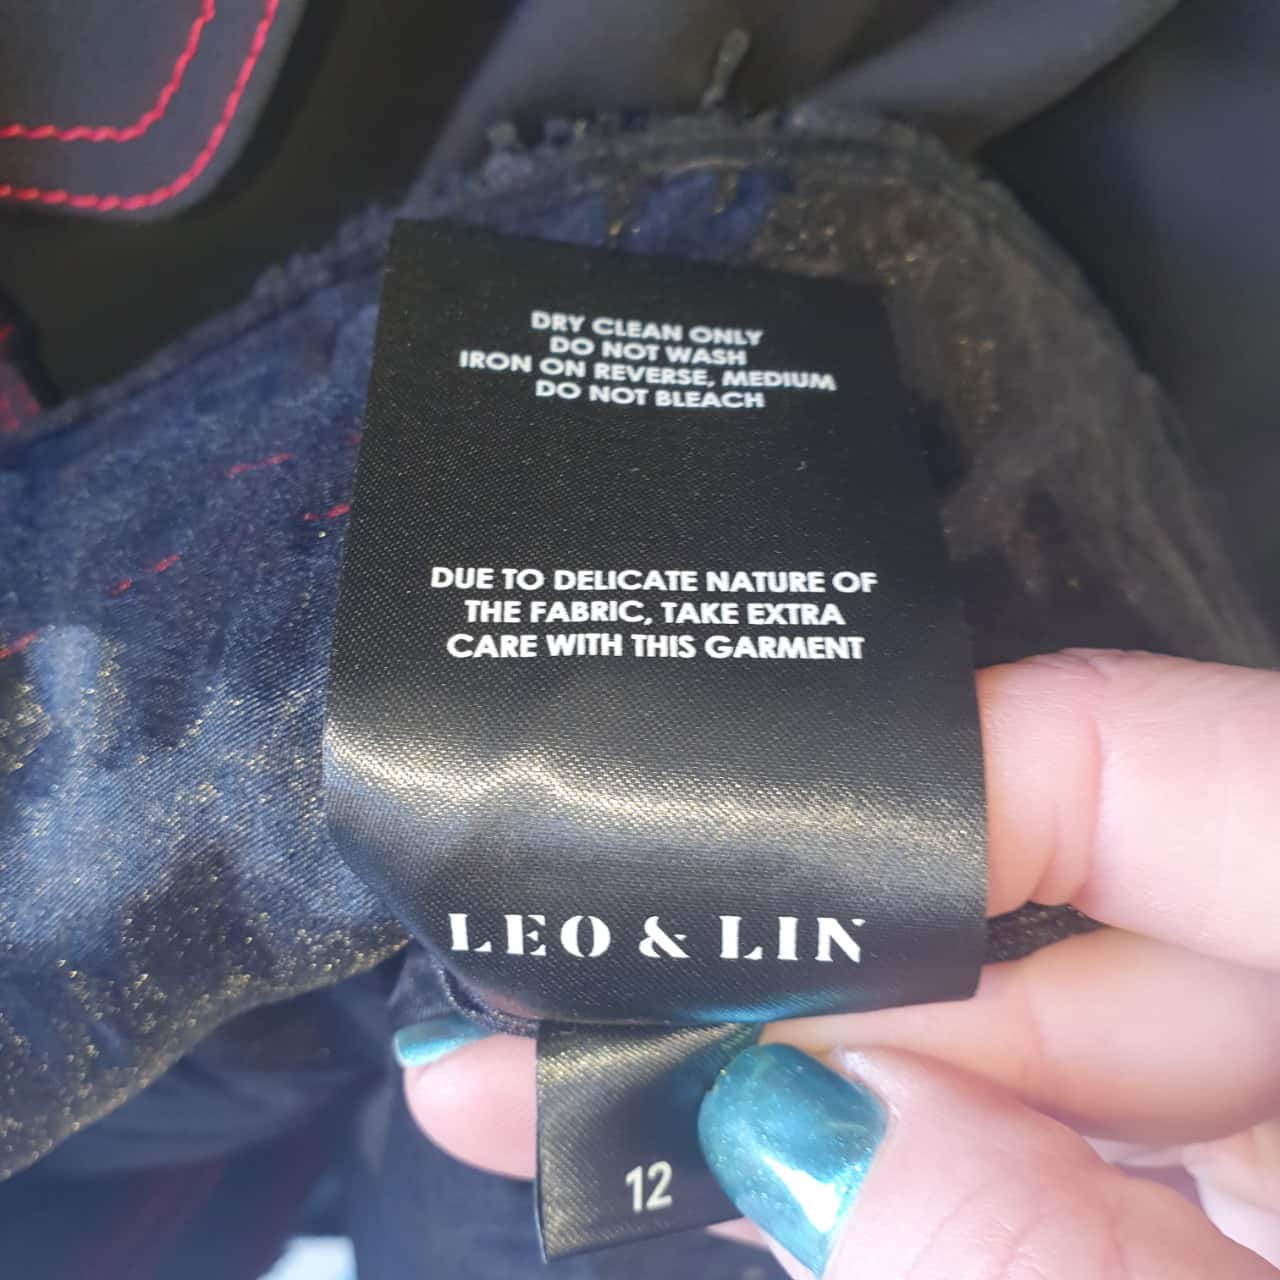 DRY CLEAN ONLY
DO NOT WASH
IRON ON REVERSE, MEDIUM
DO NOT BLEACH
DUE TO DELICATE NATURE OF
THE FABRIC, TAKE EXTRA
CARE WITH THIS GARMENT
LEO & LIN
12